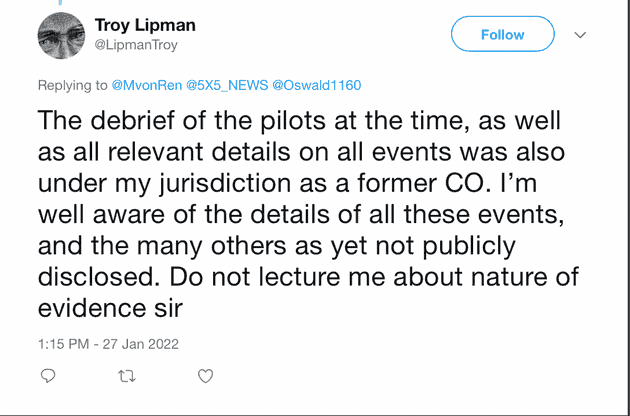 Troy Lipman
@LipmanTroy
Follow
Replying to @MvonRen @5X5_NEWS @Oswald1160
The debrief of the pilots at the time, as well
as all relevant details on all events was also
under my jurisdiction as a former CO. I’m
well aware of the details of all these events,
and the many others as yet not publicly
disclosed. Do not lecture me about nature of
evidence sir
1:15 PM - 27 Jan 2022